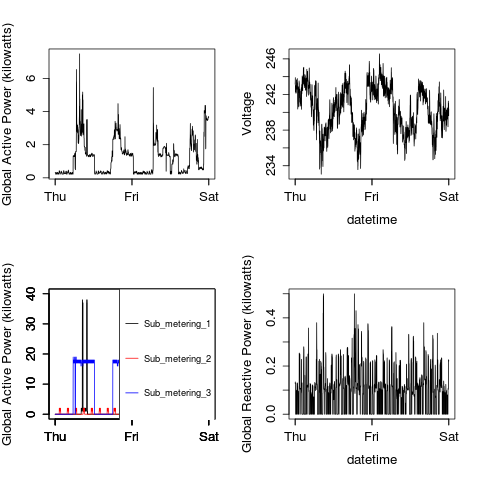 Global Active Power (kilowatts)
0 2 4 6
Thu Fri Sat
Voltage
234 238 242 246
Thu Fri Sat
datetime
Global Active Power (kilowatts)
0 10 20 30 40
Sub_metering_1
Sub_metering_2
Sub_metering_3
Thu Fri Sat
Global Reactive Power (kilowatts)
0.0 0.2 0.4
Thu Fri Sat
datetime